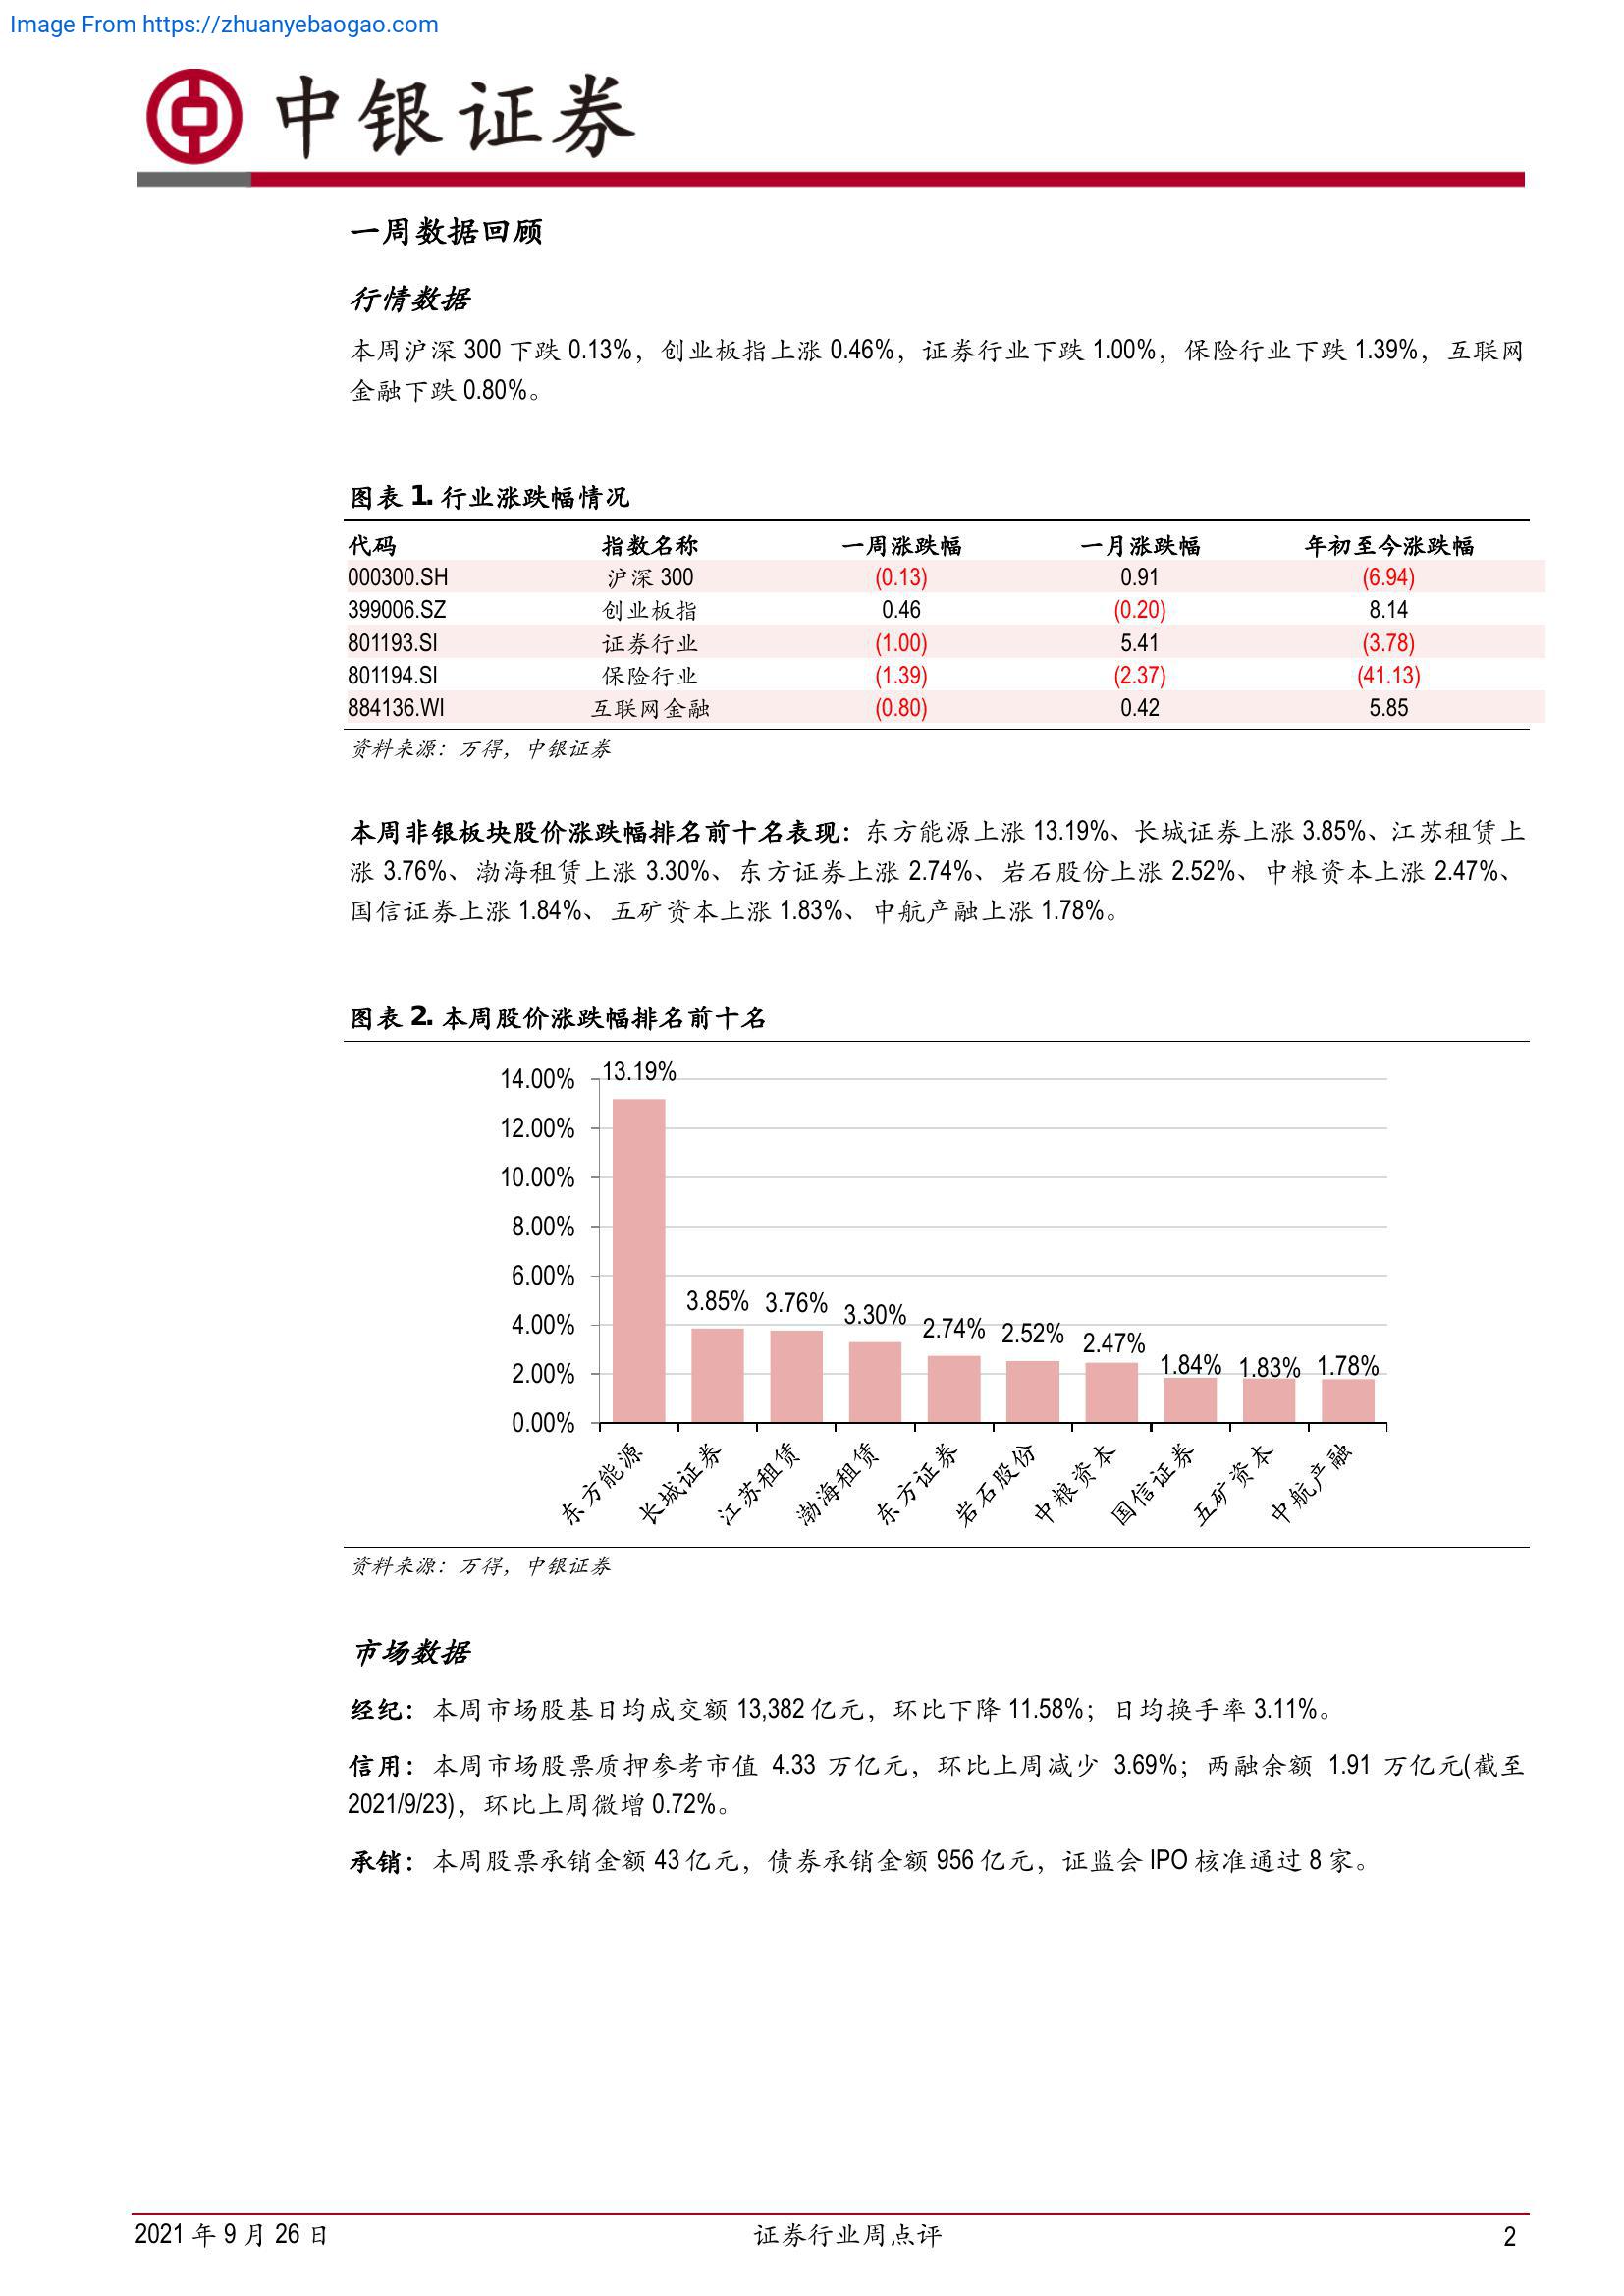 Image From https://zhuanyebaogao.com
中银证券
一周数据回顾
行情数据
本周沪深 300 下跌 0.13%，创业板指上涨 0.46%，证券行业下跌 1.00%，保险行业下跌 1.39%，互联网
金融下跌 0.80%。
图表 1. 行业涨跌幅情况
代码 指数名称 一周涨跌幅 一月涨跌幅 年初至今涨跌幅
000300.SH 沪深 300 (0.13) 0.91 (6.94)
399006.SZ 创业板指 0.46 (0.20) 8.14
801193.SI 证券行业 (1.00) 5.41 (3.78)
801194.SI 保险行业 (1.39) (2.37) (41.13)
884136.WI 互联网金融 (0.80) 0.42 5.85
资料来源：万得，中银证券
本周非银板块股价涨跌幅排名前十名表现：东方能源上涨 13.19%、长城证券上涨 3.85%、江苏租赁上
涨 3.76%、渤海租赁上涨 3.30%、东方证券上涨 2.74%、岩石股份上涨 2.52%、中粮资本上涨 2.47%、
国信证券上涨 1.84%、五矿资本上涨 1.83%、中航产融上涨 1.78%。
图表 2. 本周股价涨跌幅排名前十名
14.00%
12.00%
10.00%
8.00%
6.00%
4.00%
2.00%
0.00%
13.19% 3.85% 3.76% 3.30% 2.74% 2.52% 2.47% 1.84% 1.83% 1.78%
东方能源 长城证券 江苏租赁 渤海租赁 东方证券 岩石股份 中粮资本 国信证券 五矿资本 中航产融
资料来源：万得，中银证券
市场数据
经纪：本周市场股基日均成交额 13,382 亿元，环比下降 11.58%；日均换手率 3.11%。
信用：本周市场股票质押参考市值 4.33 万亿元，环比上周减少 3.69%；两融余额 1.91 万亿元(截至
2021/9/23)，环比上周微增 0.72%。
承销：本周股票承销金额 43 亿元，债券承销金额 956 亿元，证监会 IPO 核准通过 8 家。
2021 年 9 月 26 日 证券行业周点评 2